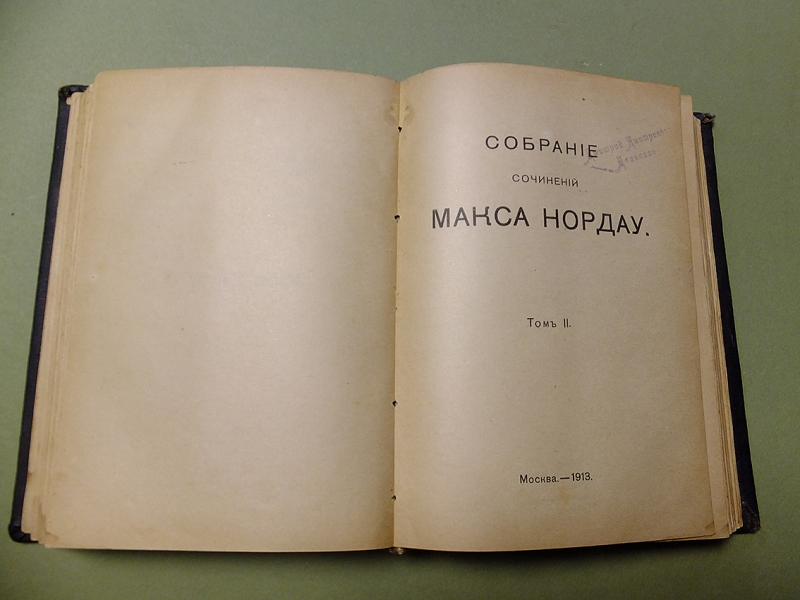 СОБРАНІЕ
СОЧИНЕНІЙ
МАКСА НОРДАУ.
Томъ II.
Москва.—1913.